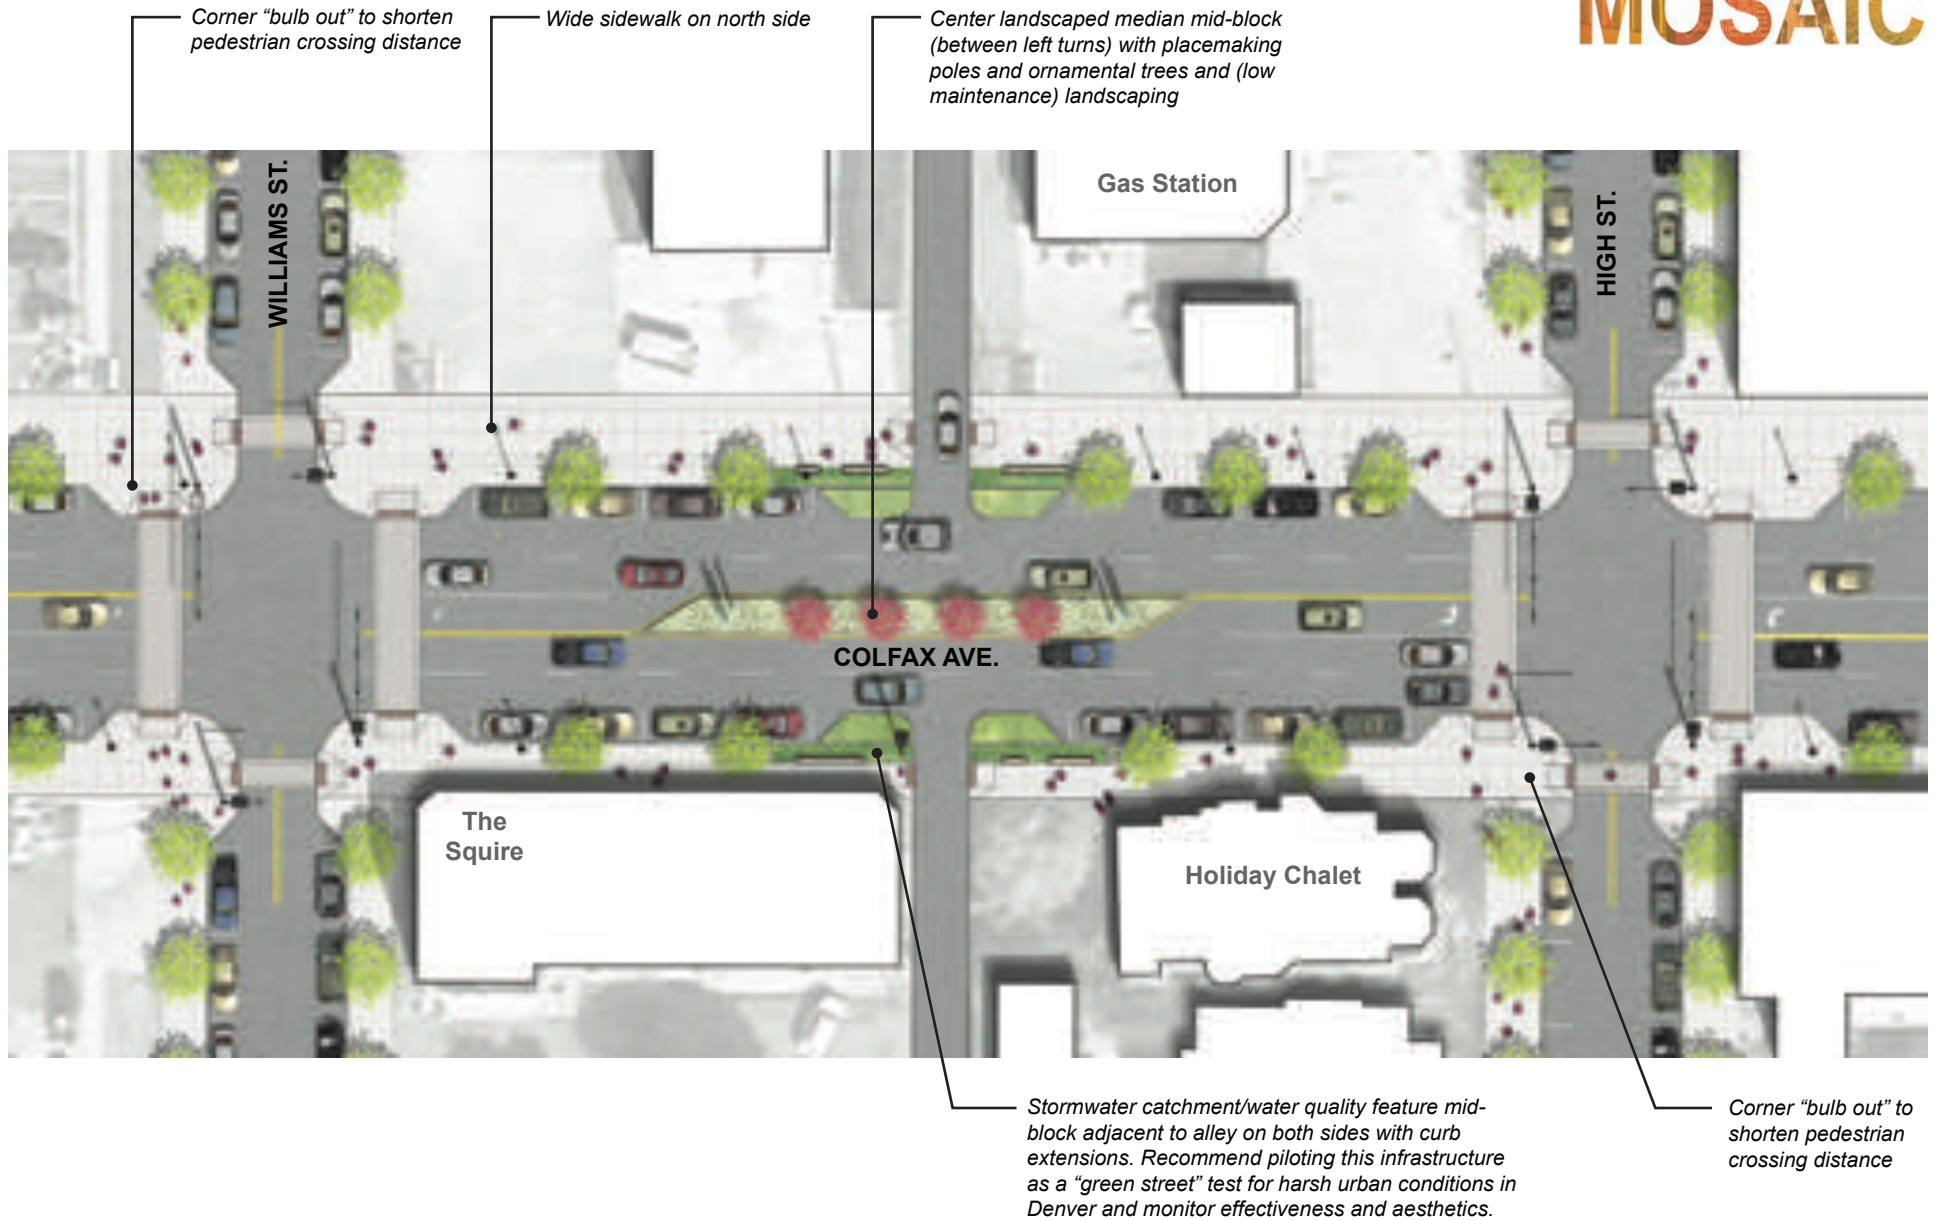 Corner “bulb out” to shorten
pedestrian crossing distance
Wide sidewalk on north side
Center landscaped median mid-block
(between left turns) with placemaking
poles and ornamental trees and (low
maintenance) landscaping
MOSAIC
WILLIAMS ST.
Gas Station
HIGH ST.
COLFAX AVE.
The
Squire
Holiday Chalet
Stormwater catchment/water quality feature mid-
block adjacent to alley on both sides with curb
extensions. Recommend piloting this infrastructure
as a “green street” test for harsh urban conditions in
Denver and monitor effectiveness and aesthetics.
Corner “bulb out” to
shorten pedestrian
crossing distance